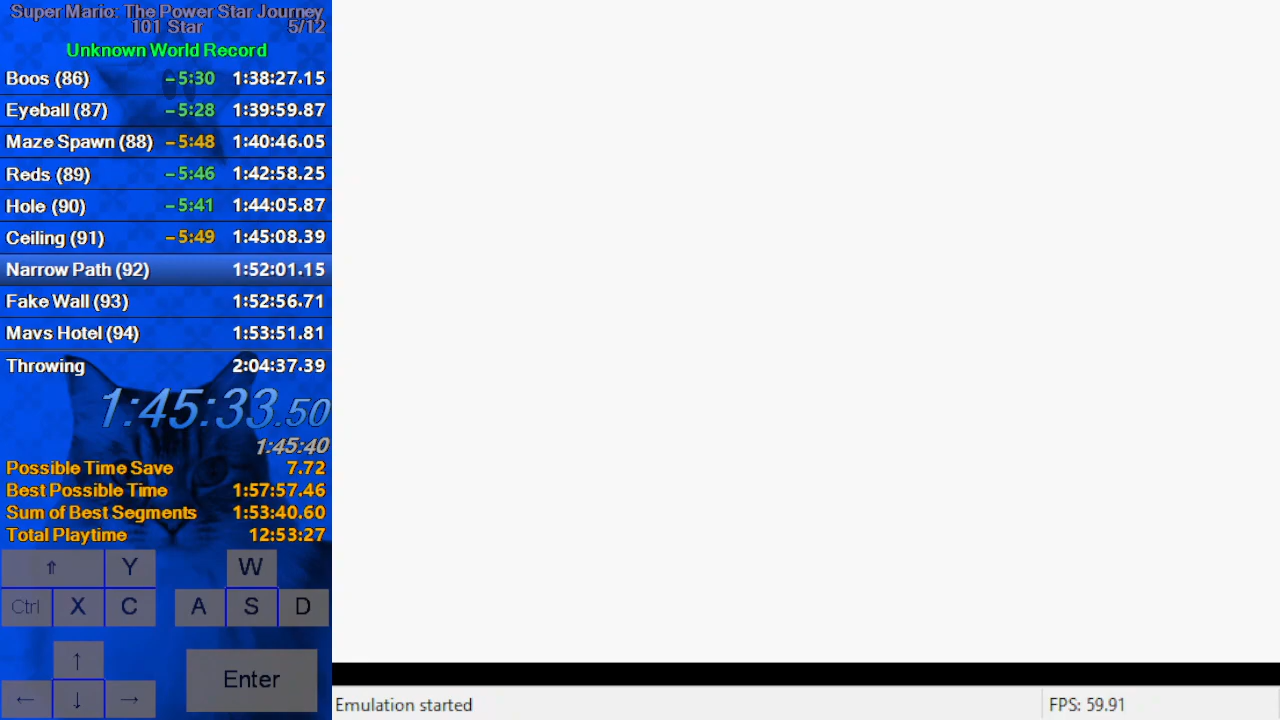 Super Mario: The Power Star Journey
101 Star 5/12
Unknown World Record
Boos (86) -5:30 1:38:27.15
Eyeball (87) -5:28 1:39:59.87
Maze Spawn (88) -5:48 1:40:46.05
Reds (89) -5:46 1:42:58.25
Hole (90) -5:41 1:44:05.87
Ceiling (91) -5:49 1:45:08.39
Narrow Path (92) 1:52:01.15
Fake Wall (93) 1:52:56.71
Mavs Hotel (94) 1:53:51.81
Throwing 2:04:37.39
1:45:33.50
1:45:40
Possible Time Save 7.72
Best Possible Time 1:57:57.46
Sum of Best Segments 1:53:40.60
Total Playtime 12:53:27
⇑ Y W
Ctrl X C A S D
↑
Enter
← ↓ →
Emulation started FPS: 59.91